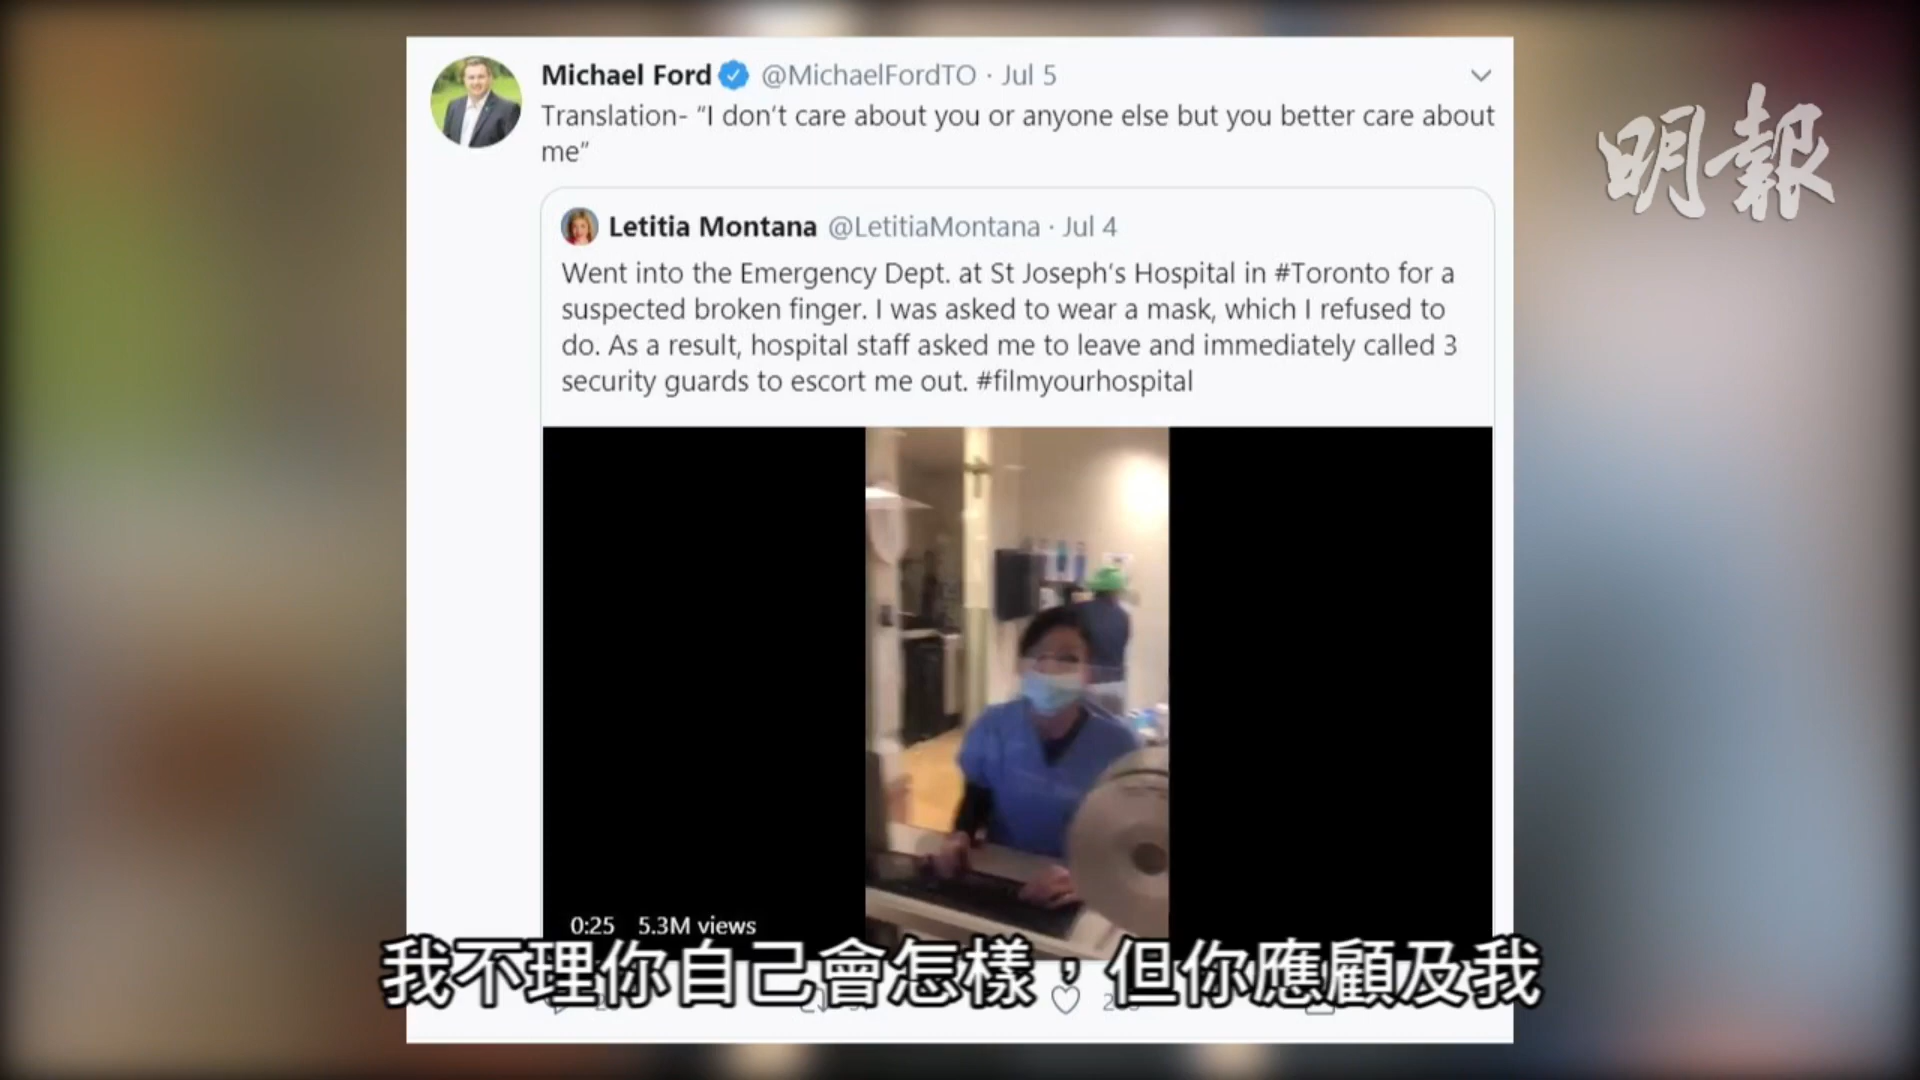 Michael Ford @MichaelFordTO · Jul 5
Translation- “I don’t care about you or anyone else but you better care about
me”
明報
Letitia Montana @LetitiaMontana · Jul 4
Went into the Emergency Dept. at St Joseph’s Hospital in #Toronto for a
suspected broken finger. I was asked to wear a mask, which I refused to
do. As a result, hospital staff asked me to leave and immediately called 3
security guards to escort me out. #filmyourhospital
0:25 5.3M views
我不理你自己會怎樣，但你應顧及我